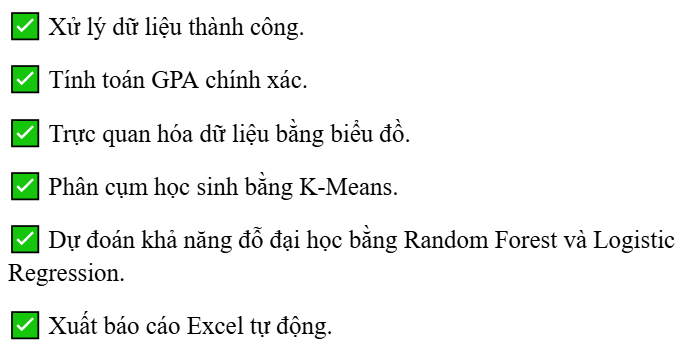 ✅ Xử lý dữ liệu thành công.
✅ Tính toán GPA chính xác.
✅ Trực quan hóa dữ liệu bằng biểu đồ.
✅ Phân cụm học sinh bằng K-Means.
✅ Dự đoán khả năng đỗ đại học bằng Random Forest và Logistic
Regression.
✅ Xuất báo cáo Excel tự động.